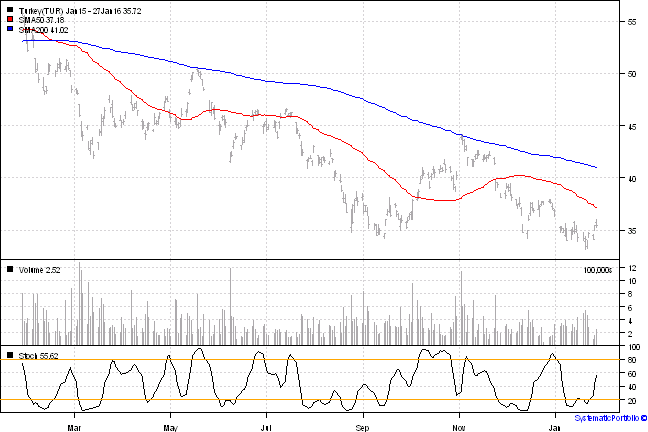 Turkey(TUR) Jan15 - 27Jan16 35.72
SMA50 37.18
SMA200 41.02
55
50
45
40
35
Volume 2.52
100,000s
12
10
8
6
4
2
Stoch 55.62
100
80
60
40
20
Mar May Jul Sep Nov Jan
SystematicPortfolio ©